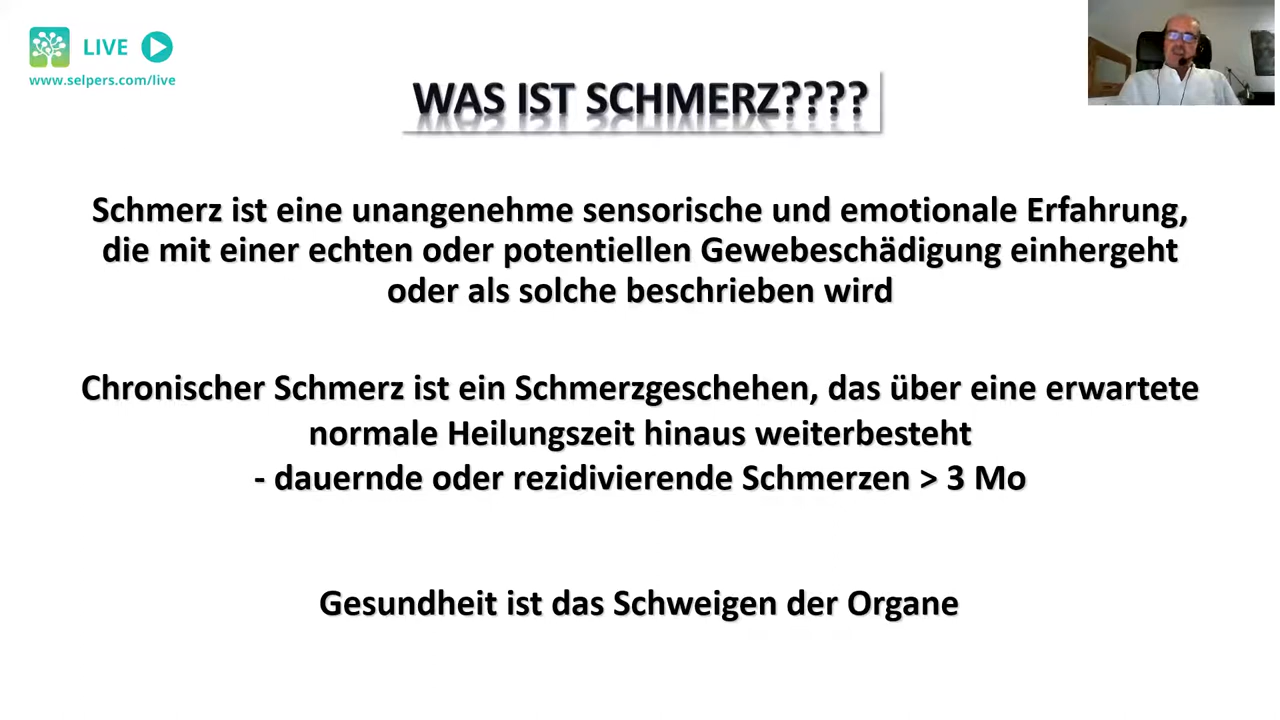 LIVE
www.selpers.com/live
WAS IST SCHMERZ????
Schmerz ist eine unangenehme sensorische und emotionale Erfahrung,
die mit einer echten oder potentiellen Gewebeschädigung einhergeht
oder als solche beschrieben wird
Chronischer Schmerz ist ein Schmerzgeschehen, das über eine erwartete
normale Heilungszeit hinaus weiterbesteht
- dauernde oder rezidivierende Schmerzen > 3 Mo
Gesundheit ist das Schweigen der Organe